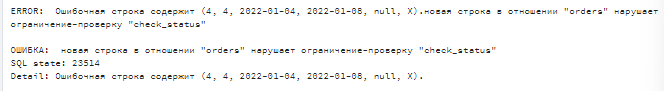 ERROR:  Ошибочная строка содержит (4, 4, 2022-01-04, 2022-01-08, null, X).новая строка в отношении "orders" нарушает
ограничение-проверку "check_status"
ОШИБКА:  новая строка в отношении "orders" нарушает ограничение-проверку "check_status"
SQL state: 23514
Detail: Ошибочная строка содержит (4, 4, 2022-01-04, 2022-01-08, null, X).